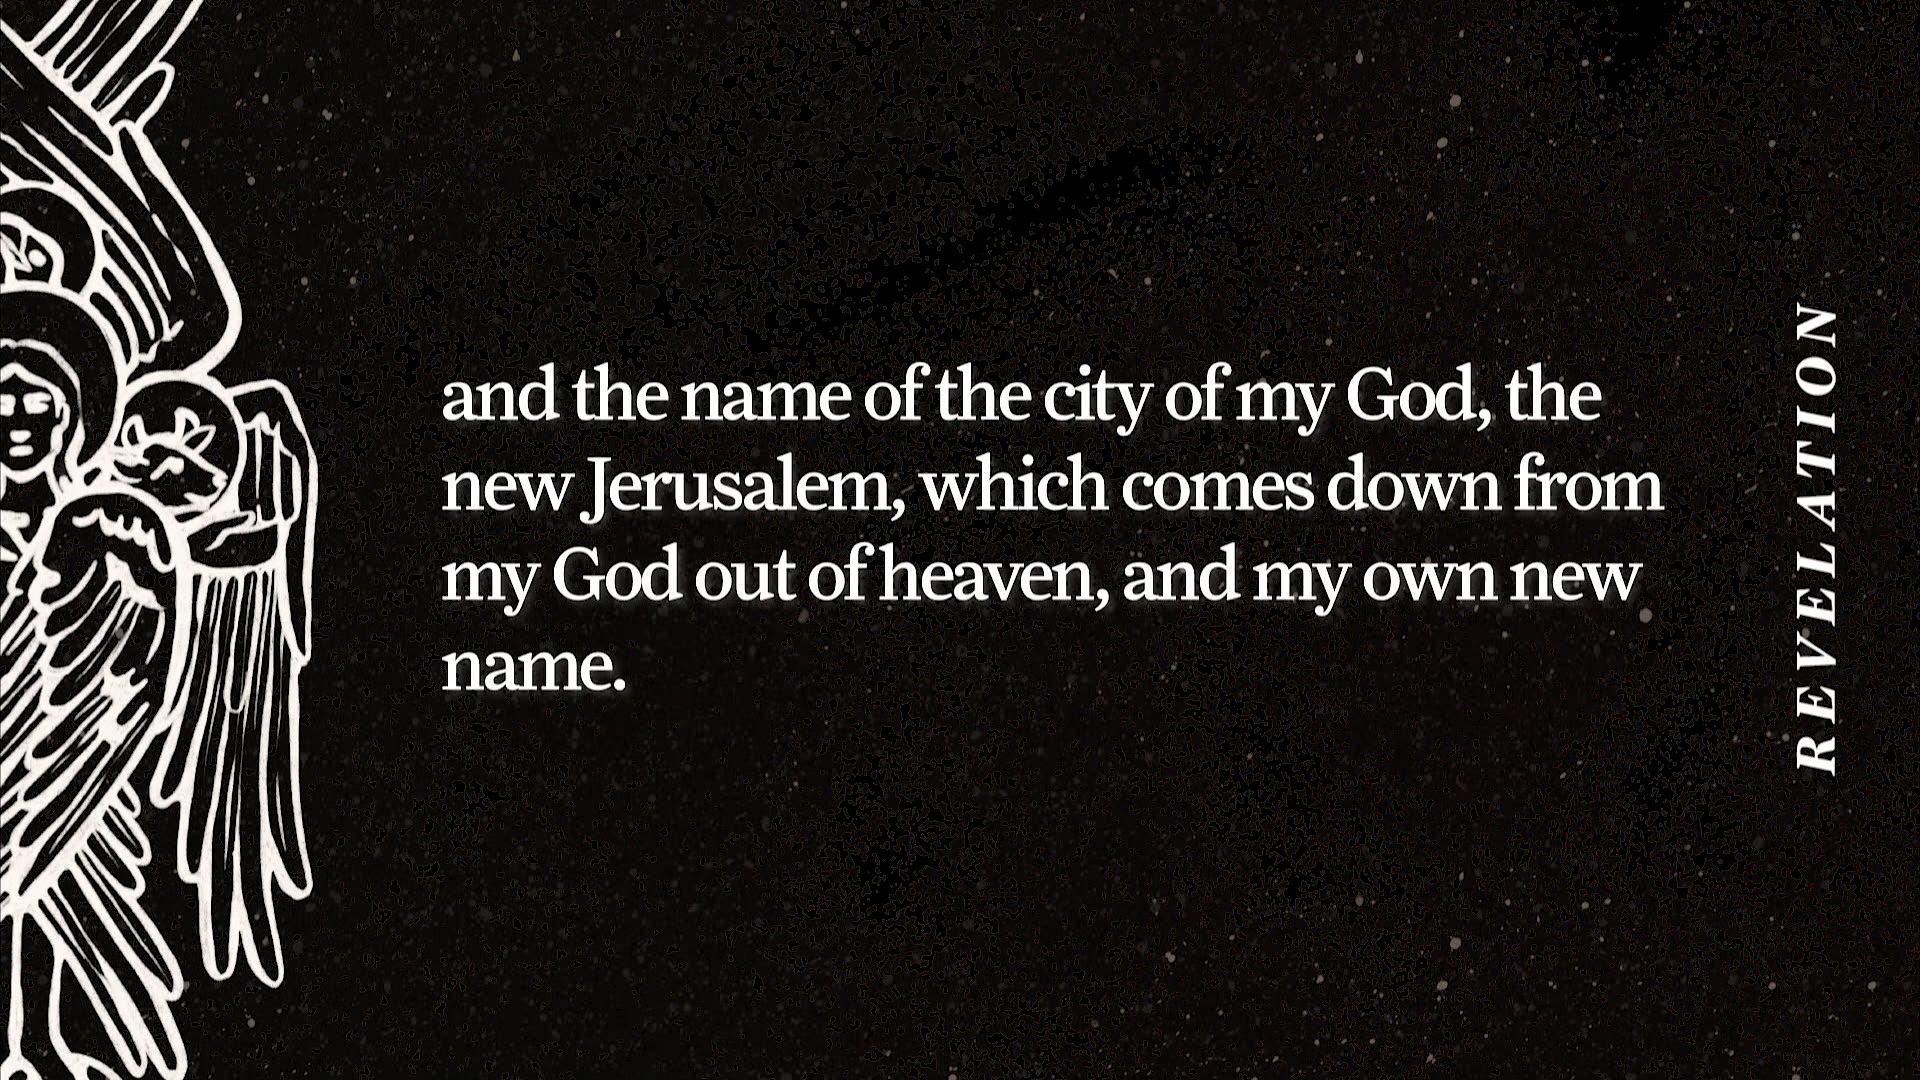 and the name of the city of my God, the
new Jerusalem, which comes down from
my God out of heaven, and my own new
name.
REVELATION